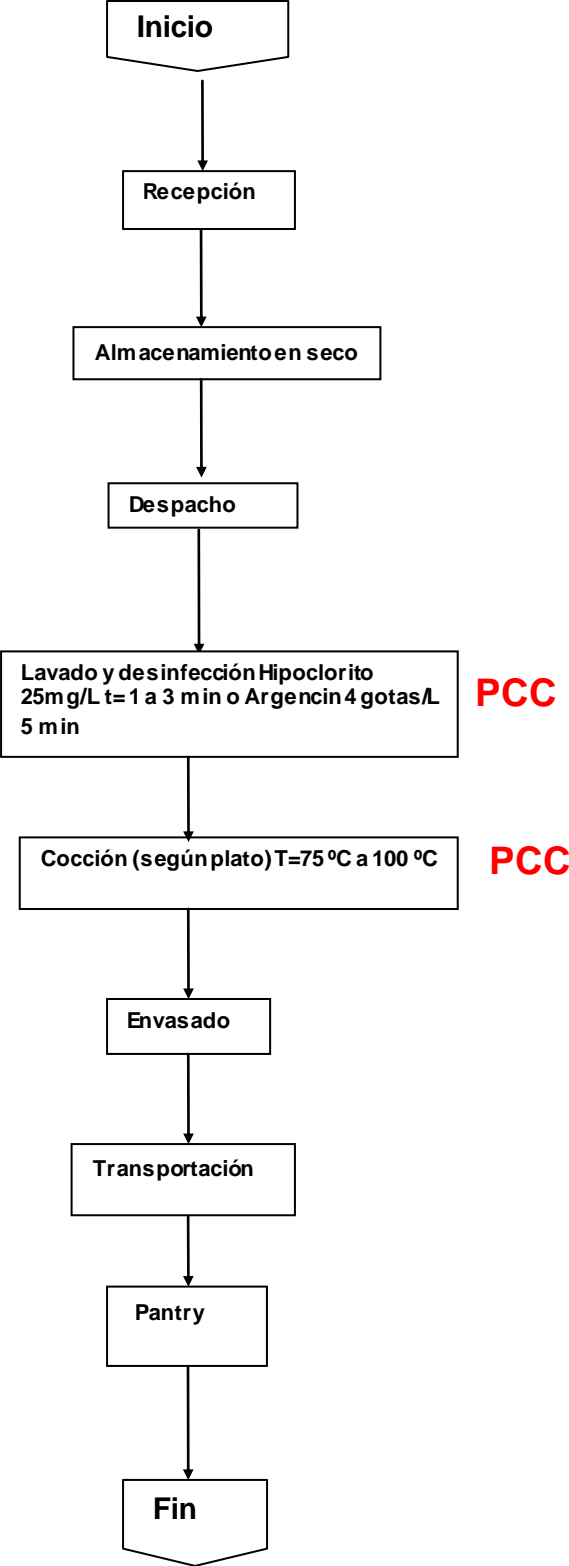 Inicio
Recepción
Almacenamiento en seco
Despacho
Lavado y desinfección Hipoclorito
25mg/L t= 1 a 3 min o Argencin 4 gotas/L
5 min
PCC
Cocción (según plato) T=75 ºC a 100 ºC
PCC
Envasado
Transportación
Pantry
Fin